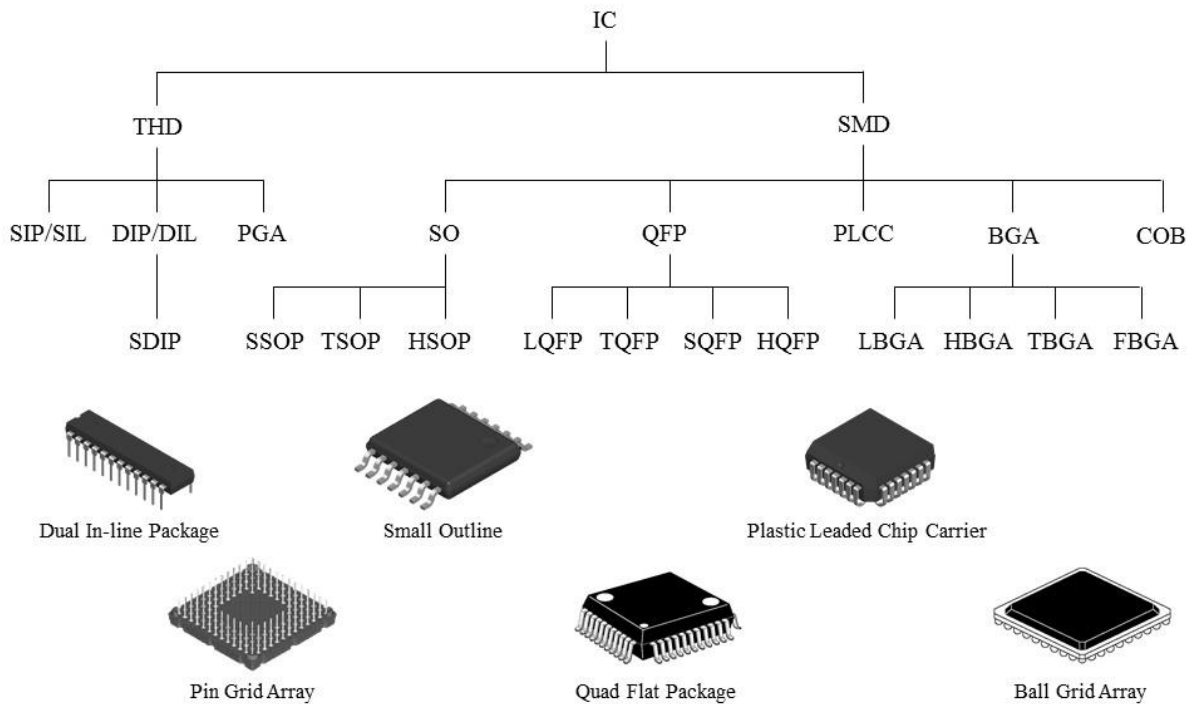 IC
THD SMD
SIP/SIL DIP/DIL PGA SO QFP PLCC BGA COB
SDIP SSOP TSOP HSOP LQFP TQFP SQFP HQFP LBGA HBGA TBGA FBGA
Dual In-line Package Small Outline Plastic Leaded Chip Carrier
Pin Grid Array Quad Flat Package Ball Grid Array